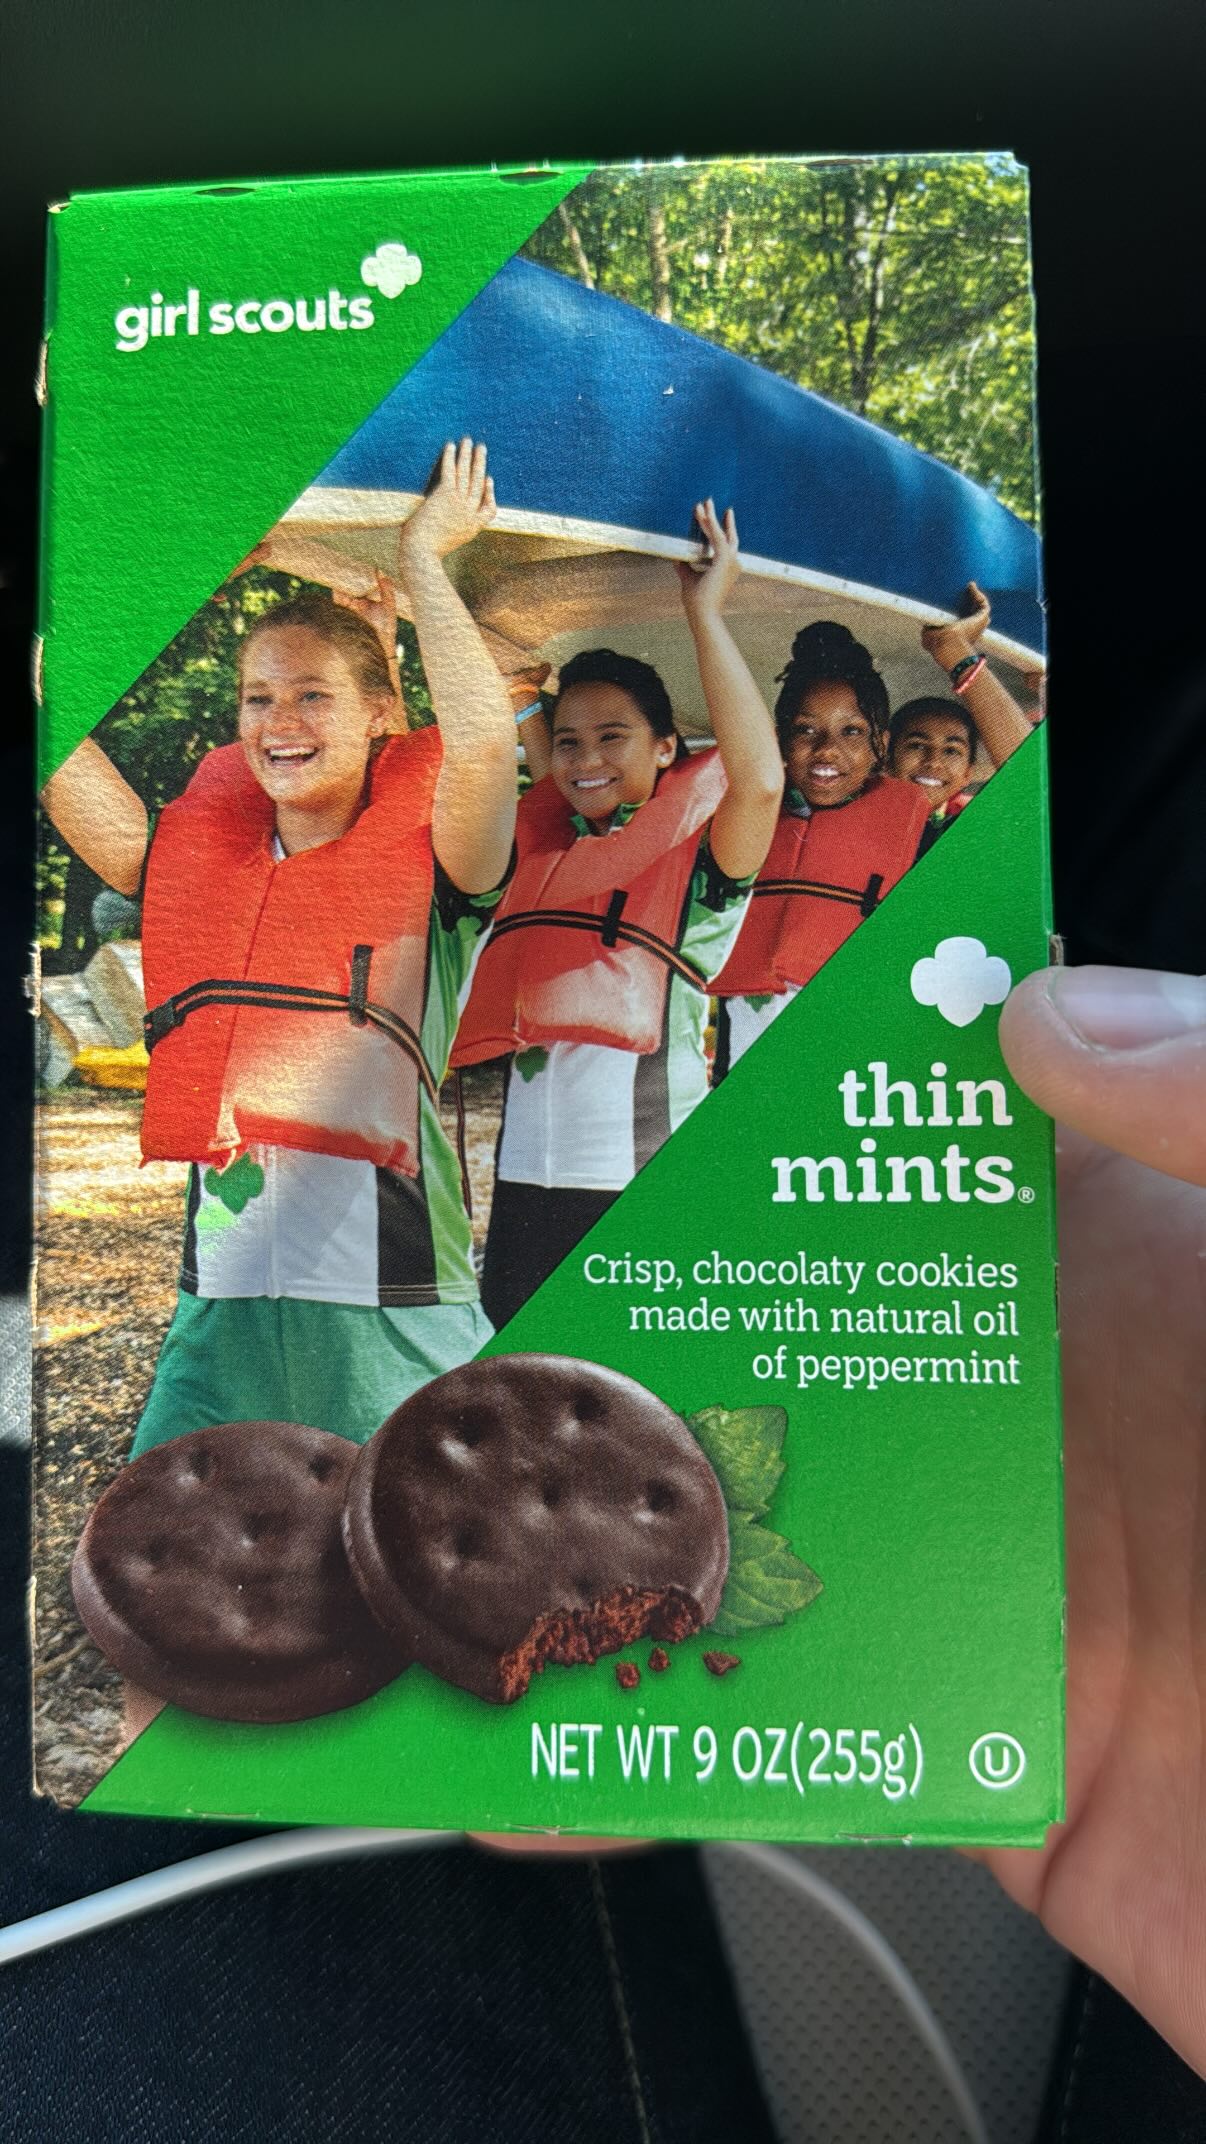 girl scouts
thin
mints®
Crisp, chocolaty cookies
made with natural oil
of peppermint
NET WT 9 OZ(255g) U